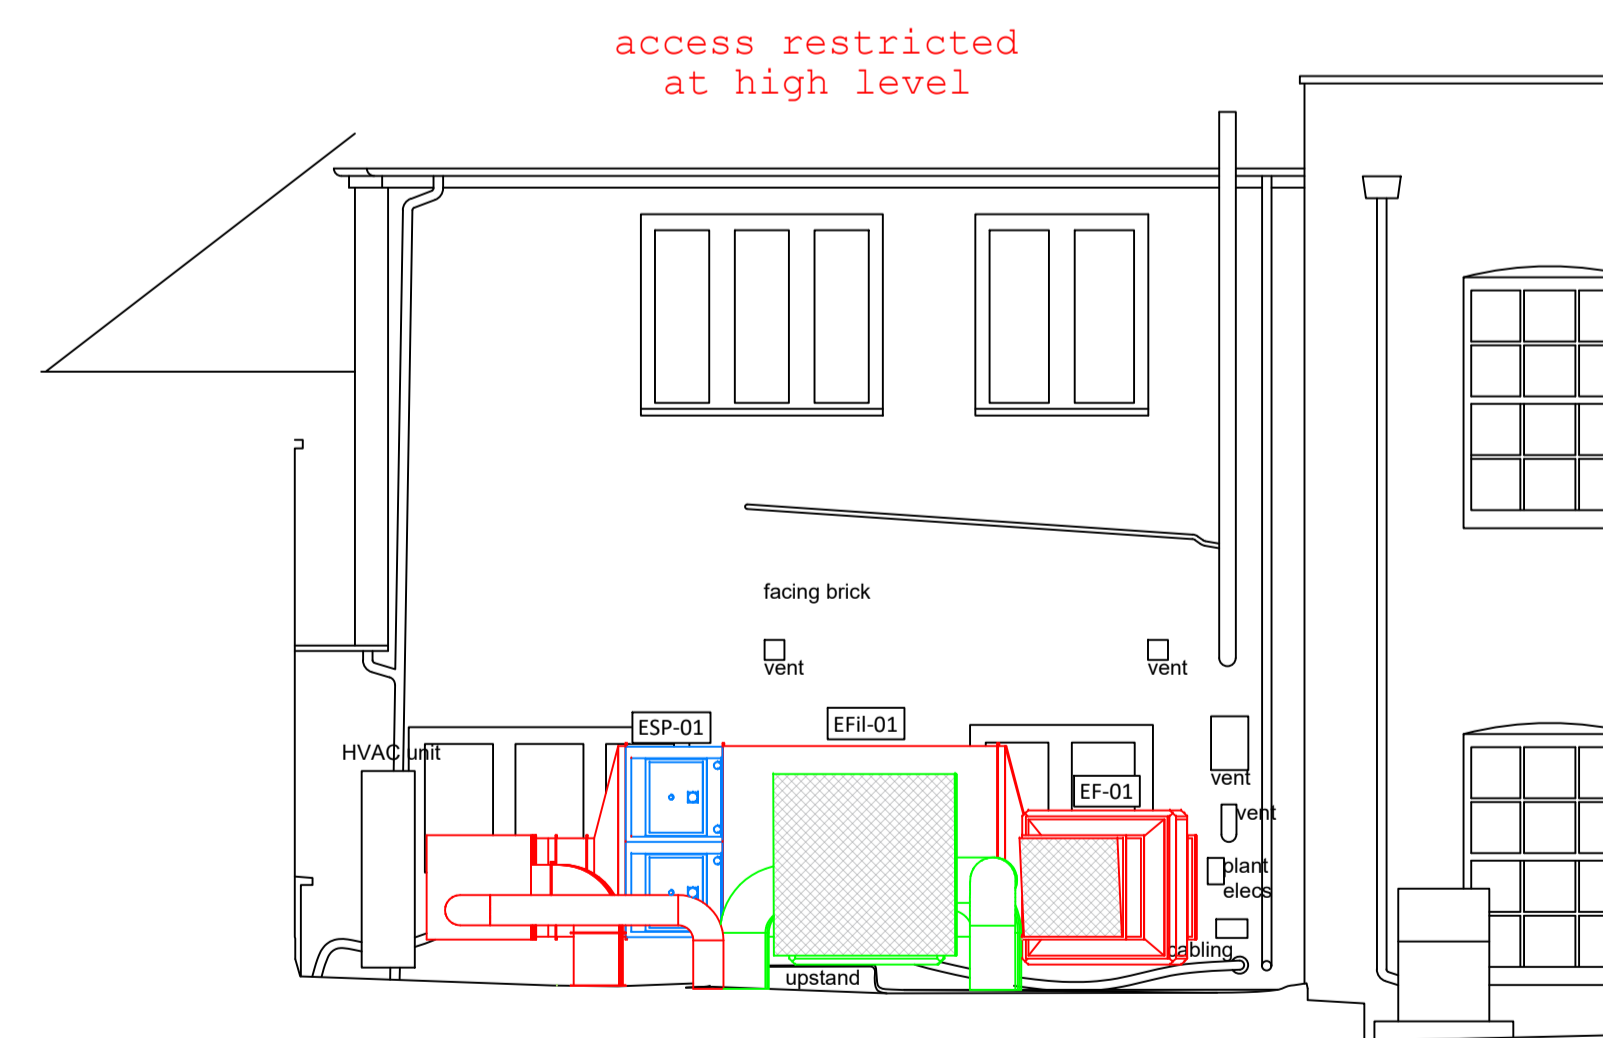 access restricted
at high level
facing brick
vent
vent
ESP-01
EFil-01
HVAC unit
vent
EF-01
vent
plant
elecs
cabling
upstand